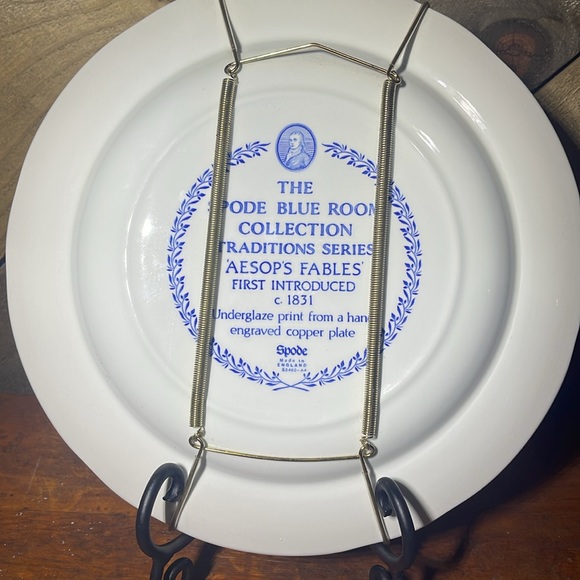 THE
SPODE BLUE ROOM
COLLECTION
TRADITIONS SERIES
'AESOP'S FABLES'
FIRST INTRODUCED
c. 1831
Underglaze print from a hand
engraved copper plate
Spode
Made in
ENGLAND